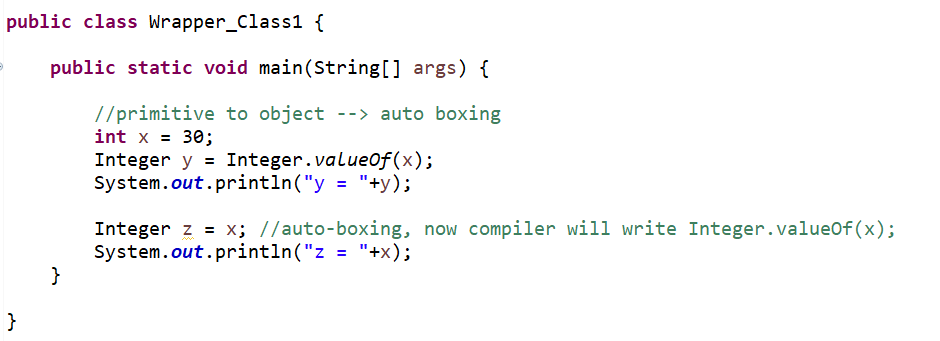 public class Wrapper_Class1 {
public static void main(String[] args) {
//primitive to object --> auto boxing
int x = 30;
Integer y = Integer.valueOf(x);
System.out.println("y = "+y);
Integer z = x; //auto-boxing, now compiler will write Integer.valueOf(x);
System.out.println("z = "+x);
}
}